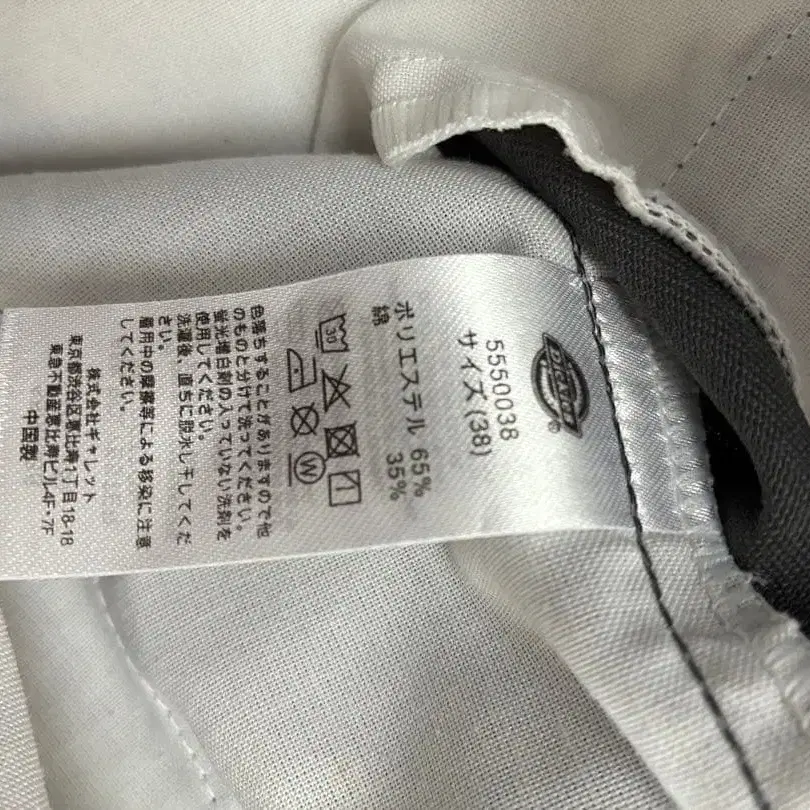 Dickies
®
5550038
サイズ(38)
ポリエステル 65%
綿 35%
30
W
色落ちすることがありますので他
のものと分けて洗ってください。
蛍光増白剤の入っていない洗剤を
使用してください。
洗濯後、直ちに脱水し干してくだ
さい。
着用中の摩擦等による移染に注意
してください。
株式会社ギャレット
東京都渋谷区恵比寿1丁目18-18
東急不動産恵比寿ビル4F・7F
中国製